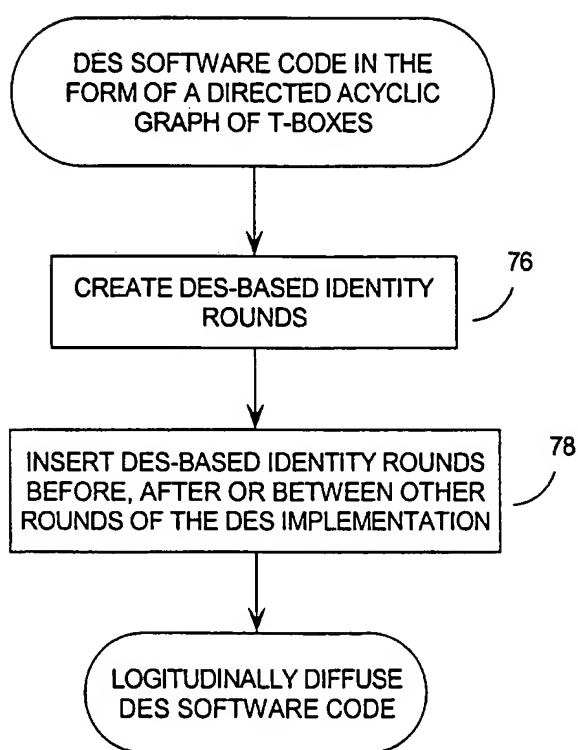 DES SOFTWARE CODE IN THE
FORM OF A DIRECTED ACYCLIC
GRAPH OF T-BOXES
76
CREATE DES-BASED IDENTITY
ROUNDS
78
INSERT DES-BASED IDENTITY ROUNDS
BEFORE, AFTER OR BETWEEN OTHER
ROUNDS OF THE DES IMPLEMENTATION
LOGITUDINALLY DIFFUSE
DES SOFTWARE CODE